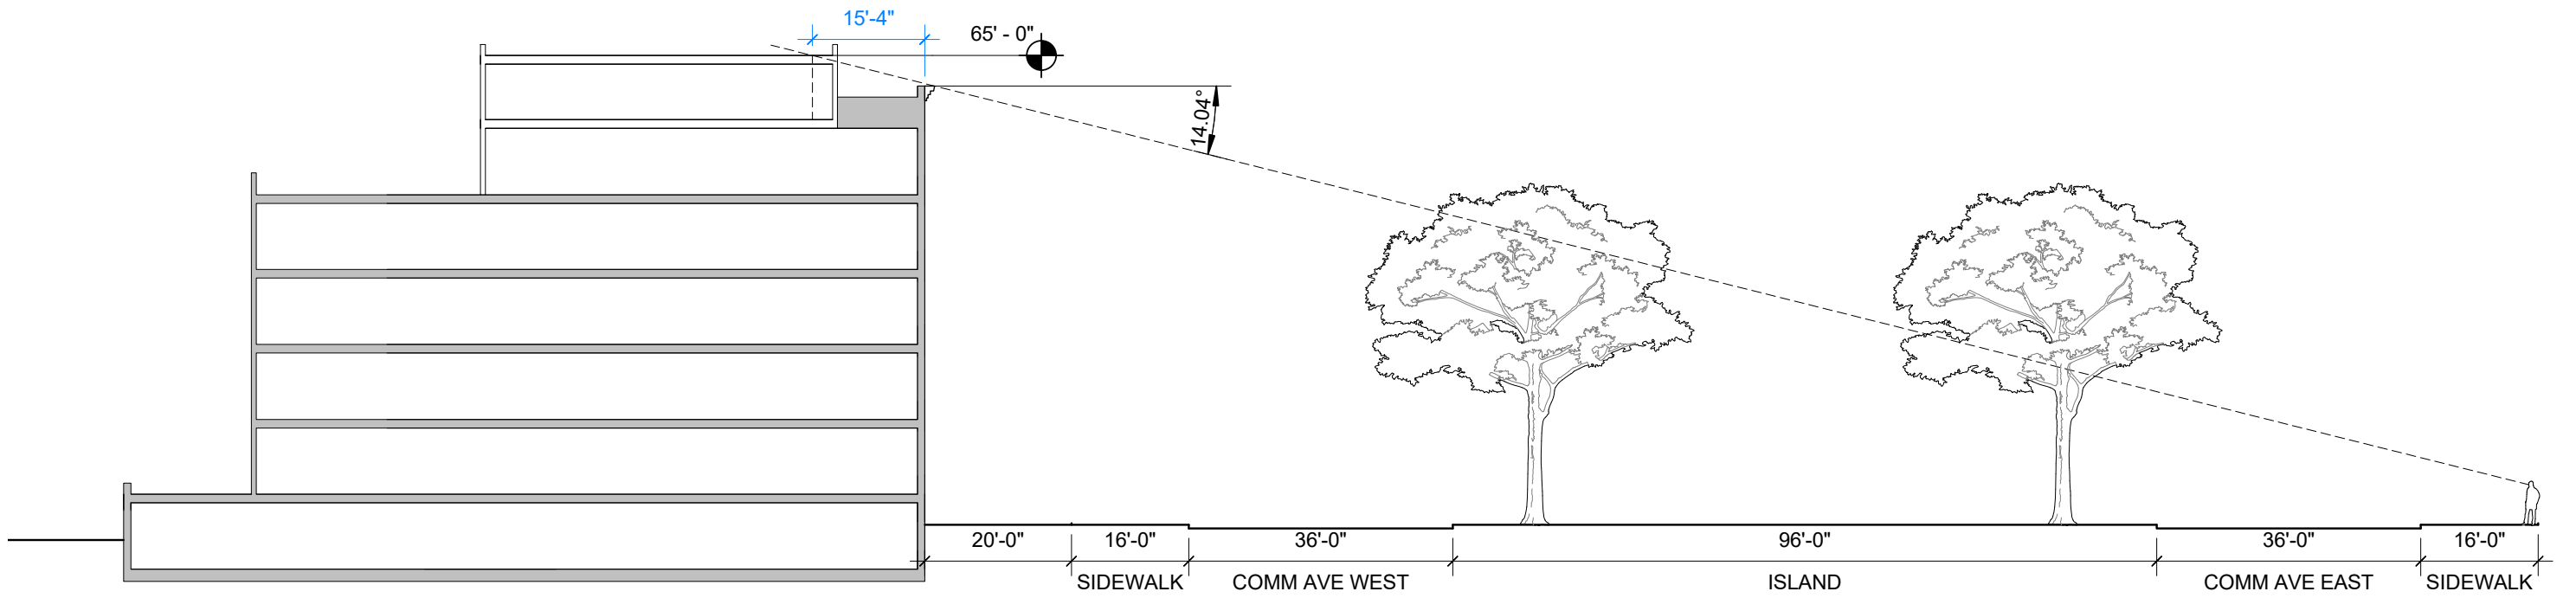 15'-4"
65' - 0"
14.04°
20'-0"
16'-0"
36'-0"
96'-0"
36'-0"
16'-0"
SIDEWALK
COMM AVE WEST
ISLAND
COMM AVE EAST
SIDEWALK